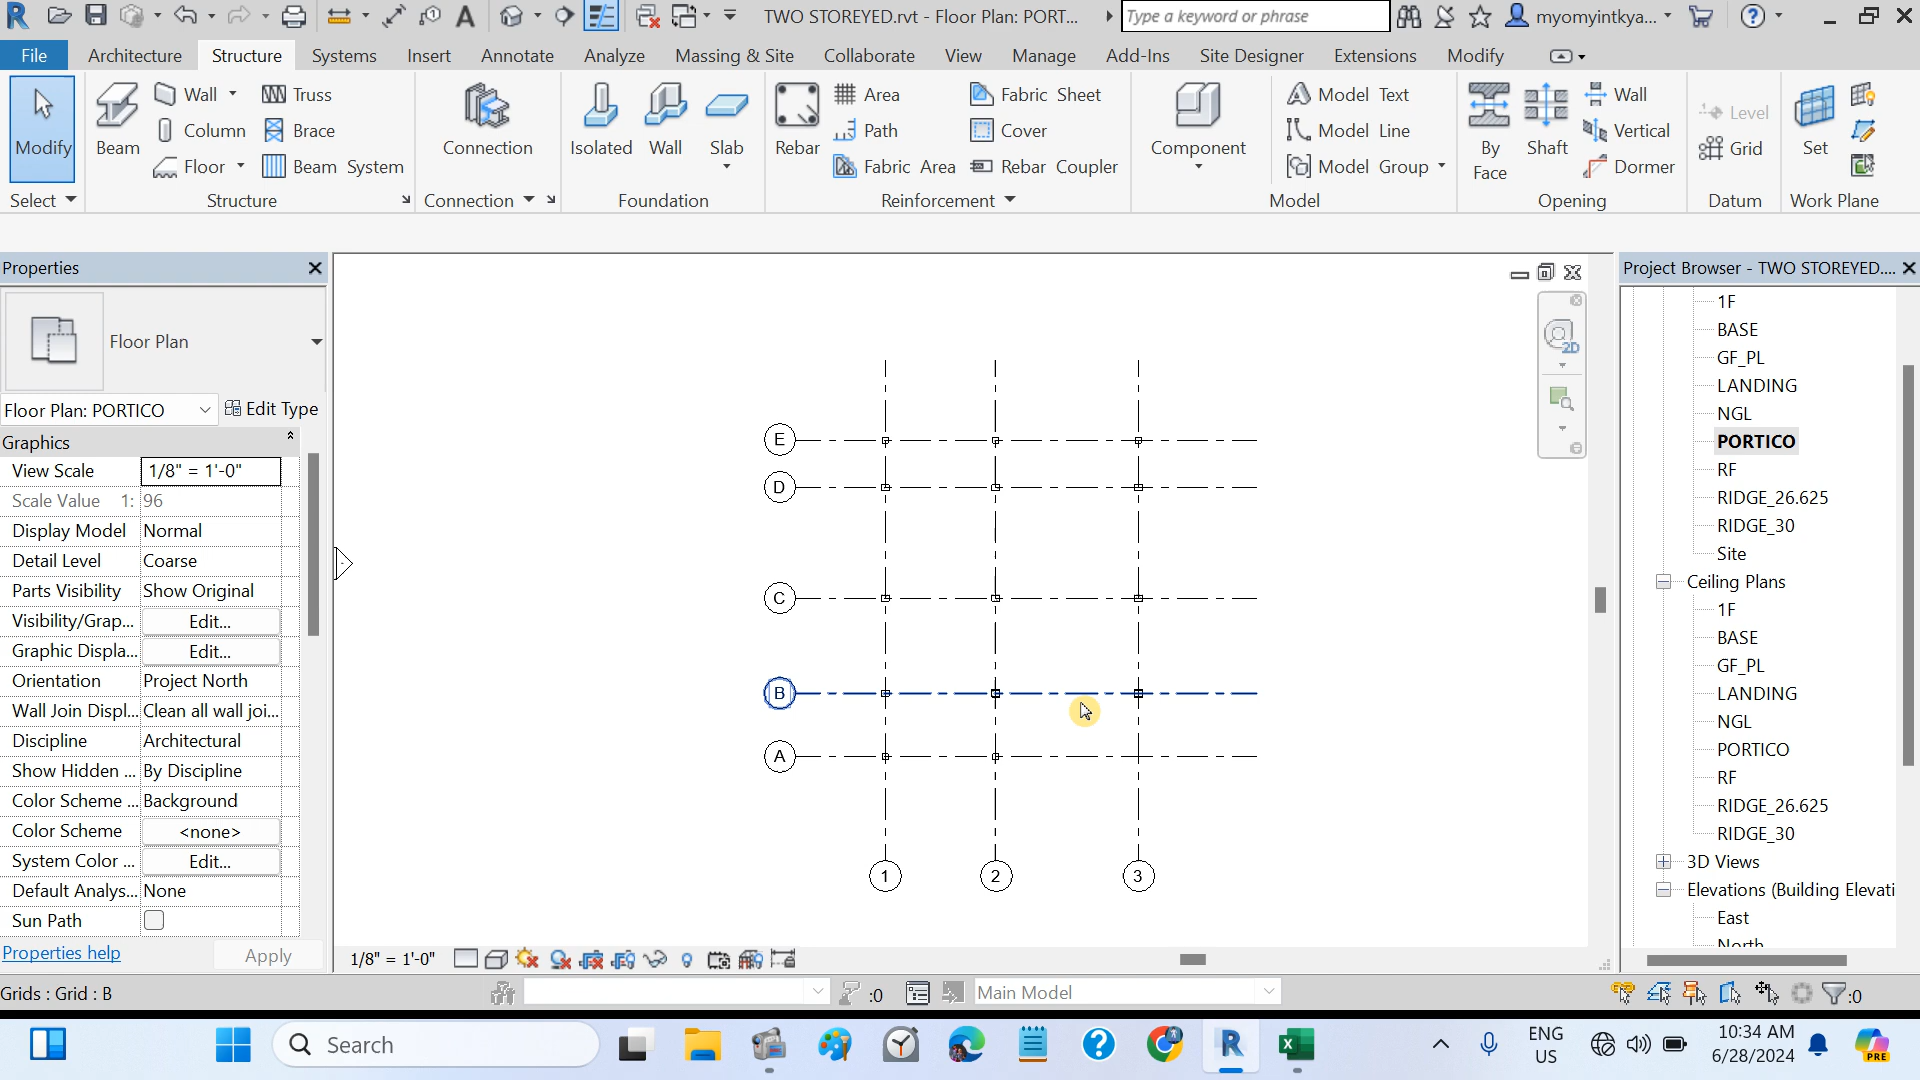 TWO STOREYED.rvt - Floor Plan: PORT...
Type a keyword or phrase
myomyintkya...
File
Architecture
Structure
Systems
Insert
Annotate
Analyze
Massing & Site
Collaborate
View
Manage
Add-Ins
Site Designer
Extensions
Modify
Modify
Beam
Wall
Column
Floor
Truss
Brace
Beam System
Connection
Isolated
Wall
Slab
Rebar
Area
Path
Fabric Area
Fabric Sheet
Cover
Rebar Coupler
Component
Model Text
Model Line
Model Group
By
Face
Shaft
Wall
Vertical
Dormer
Level
Grid
Set
Select
Structure
Connection
Foundation
Reinforcement
Model
Opening
Datum
Work Plane
Properties
Floor Plan
Floor Plan: PORTICO
Edit Type
Graphics
View Scale 1/8" = 1'-0"
Scale Value 1: 96
Display Model Normal
Detail Level Coarse
Parts Visibility Show Original
Visibility/Grap... Edit...
Graphic Displa... Edit...
Orientation Project North
Wall Join Displ... Clean all wall joi...
Discipline Architectural
Show Hidden ... By Discipline
Color Scheme ... Background
Color Scheme <none>
System Color ... Edit...
Default Analys... None
Sun Path
Properties help
Apply
2D
E
D
C
B
A
1
2
3
1/8" = 1'-0"
Project Browser - TWO STOREYED....
1F
BASE
GF_PL
LANDING
NGL
PORTICO
RF
RIDGE_26.625
RIDGE_30
Site
Ceiling Plans
1F
BASE
GF_PL
LANDING
NGL
PORTICO
RF
RIDGE_26.625
RIDGE_30
3D Views
Elevations (Building Elevati
East
North
Grids : Grid : B
:0
Main Model
:0
Search
ENG
US
10:34 AM
6/28/2024
PRE